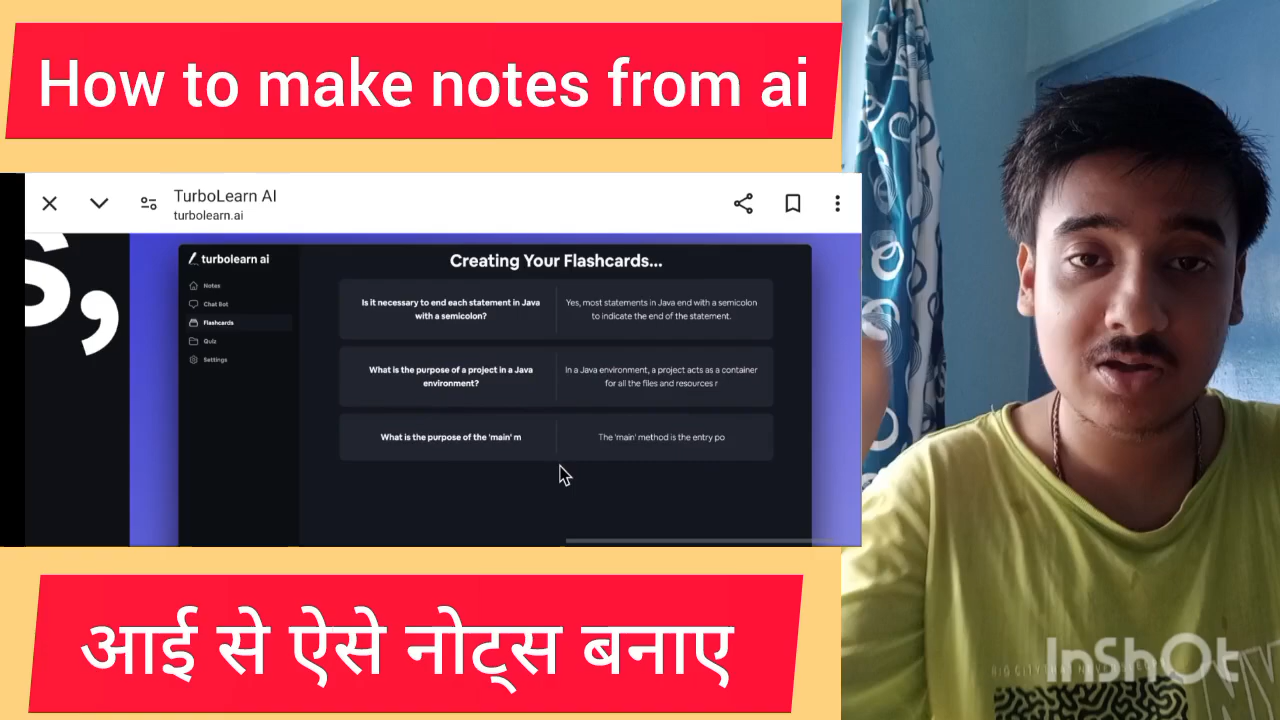 How to make notes from ai
TurboLearn AI
turbolearn.ai
s,
turbolearn ai
Notes
Chat Bot
Flashcards
Quiz
Settings
Creating Your Flashcards...
Is it necessary to end each statement in Java
with a semicolon?
Yes, most statements in Java end with a semicolon
to indicate the end of the statement.
What is the purpose of a project in a Java
environment?
In a Java environment, a project acts as a container
for all the files and resources r
What is the purpose of the 'main' m
The 'main' method is the entry po
आई से ऐसे नोट्स बनाए
InShOt